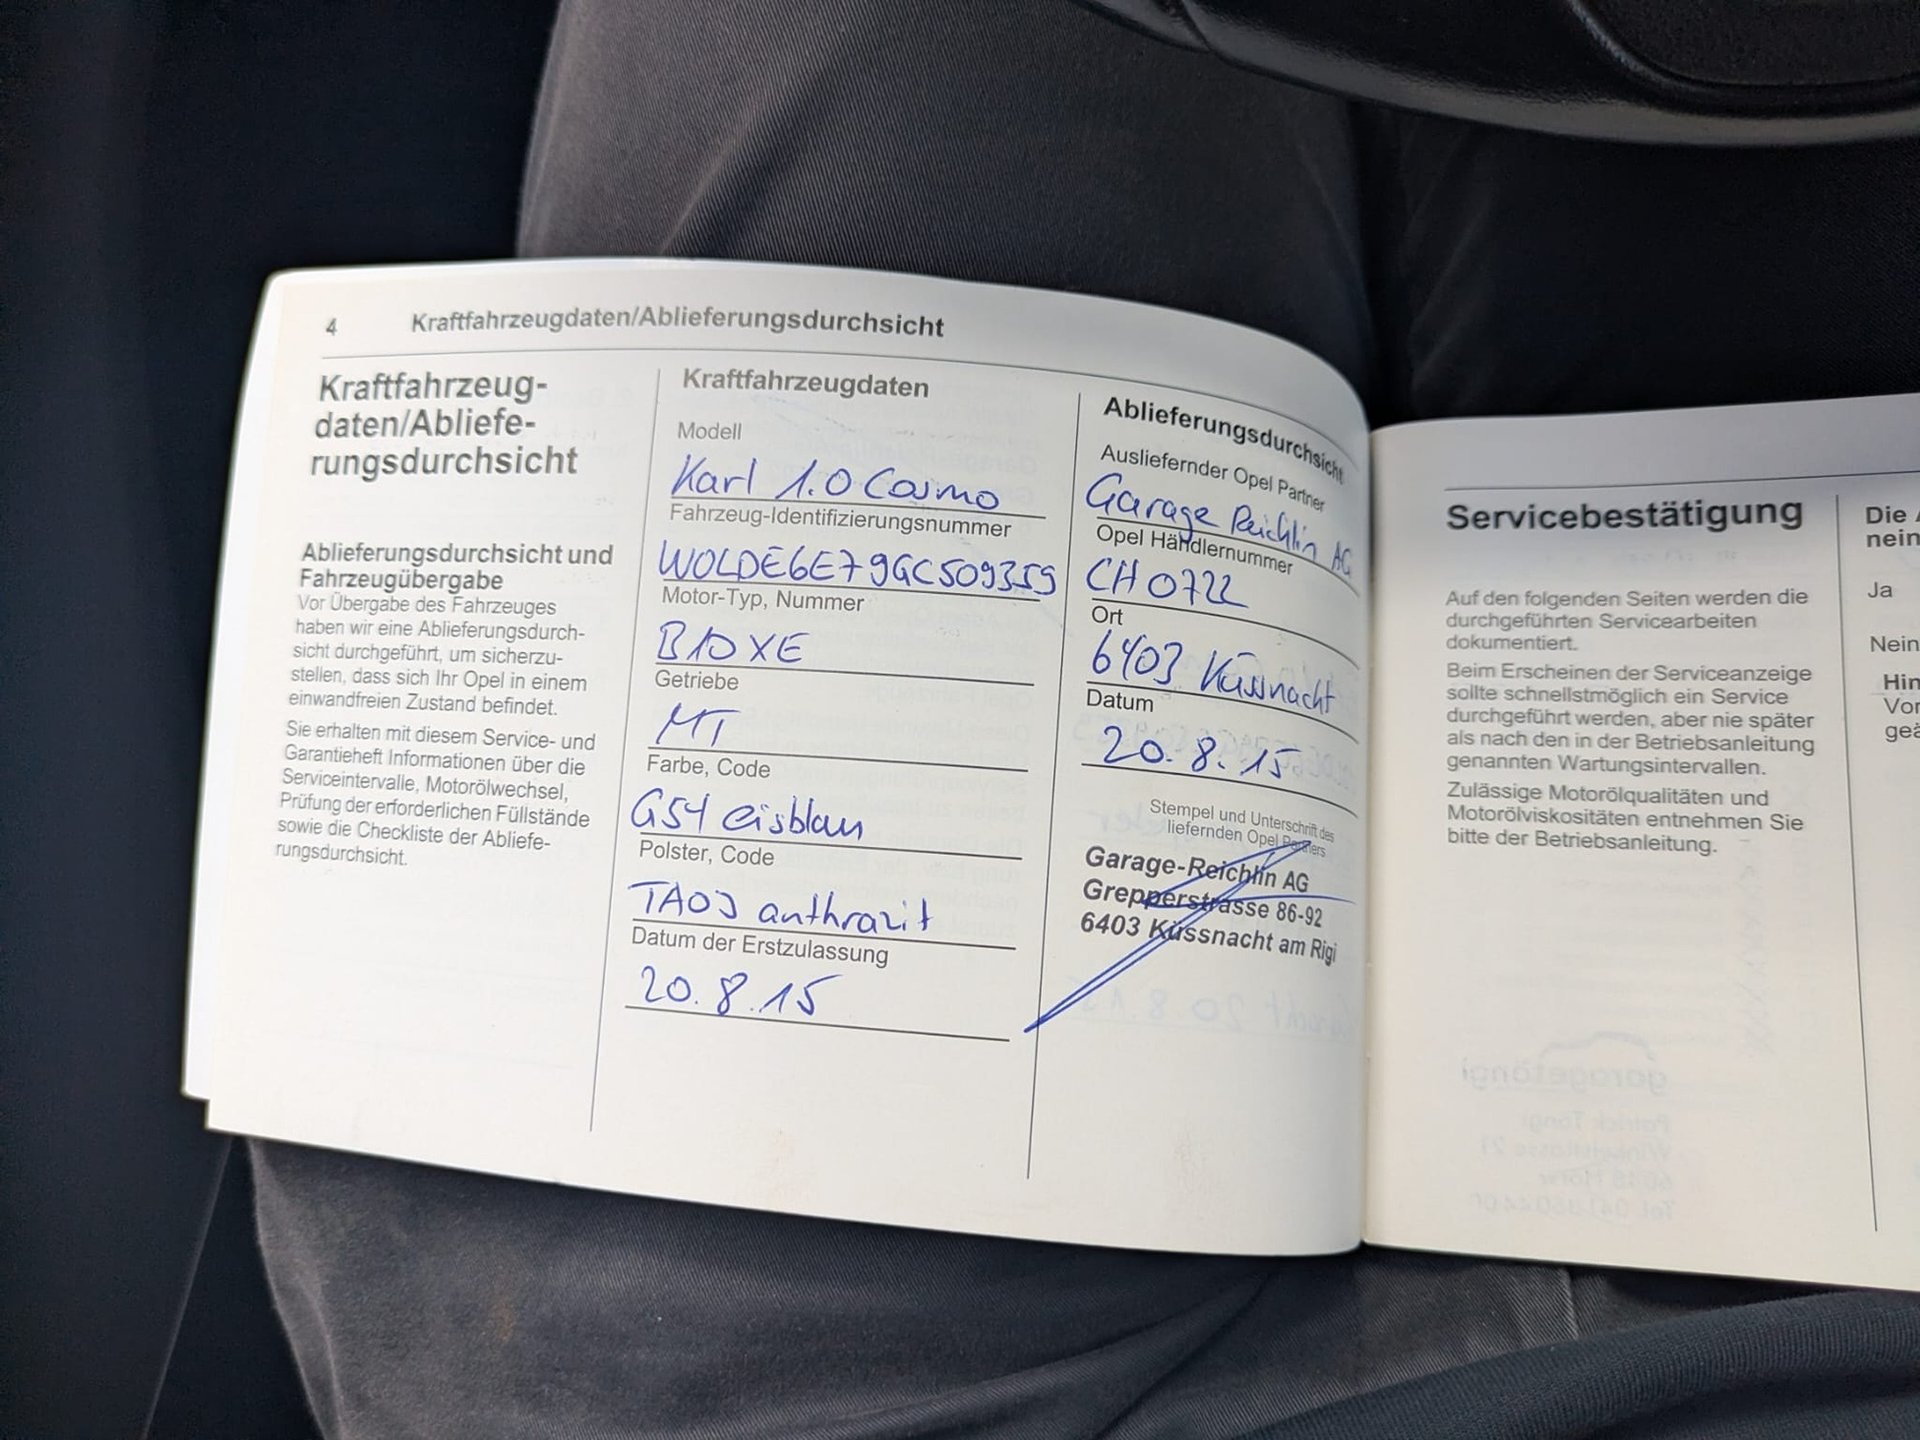 4 Kraftfahrzeugdaten/Ablieferungsdurchsicht
Kraftfahrzeug-
daten/Abliefe-
rungsdurchsicht
Ablieferungsdurchsicht und
Fahrzeugübergabe
Vor Übergabe des Fahrzeuges
haben wir eine Ablieferungsdurch-
sicht durchgeführt, um sicherzu-
stellen, dass sich Ihr Opel in einem
einwandfreien Zustand befindet.
Sie erhalten mit diesem Service- und
Garantieheft Informationen über die
Serviceintervalle, Motorölwechsel,
Prüfung der erforderlichen Füllstände
sowie die Checkliste der Abliefe-
rungsdurchsicht.
Kraftfahrzeugdaten
Modell
Karl 1.0 Cosmo
Fahrzeug-Identifizierungsnummer
WOLDE6E79GC509359
Motor-Typ, Nummer
B10XE
Getriebe
MT
Farbe, Code
G54 eisblau
Polster, Code
TA0J anthrazit
Datum der Erstzulassung
20.8.15
Ablieferungsdurchsicht
Ausliefernder Opel Partner
Garage Reichlin AG
Opel Händlernummer
CH0722
Ort
6403 Küssnacht
Datum
20.8.15
Stempel und Unterschrift des
liefernden Opel Partners
Garage-Reichlin AG
Grepperstrasse 86-92
6403 Küssnacht am Rigi
Servicebestätigung
Auf den folgenden Seiten werden die
durchgeführten Servicearbeiten
dokumentiert.
Beim Erscheinen der Serviceanzeige
sollte schnellstmöglich ein Service
durchgeführt werden, aber nie später
als nach den in der Betriebsanleitung
genannten Wartungsintervallen.
Zulässige Motorölqualitäten und
Motorölviskositäten entnehmen Sie
bitte der Betriebsanleitung.
Die
nein
Ja
Nein
Hin
Vor
geä